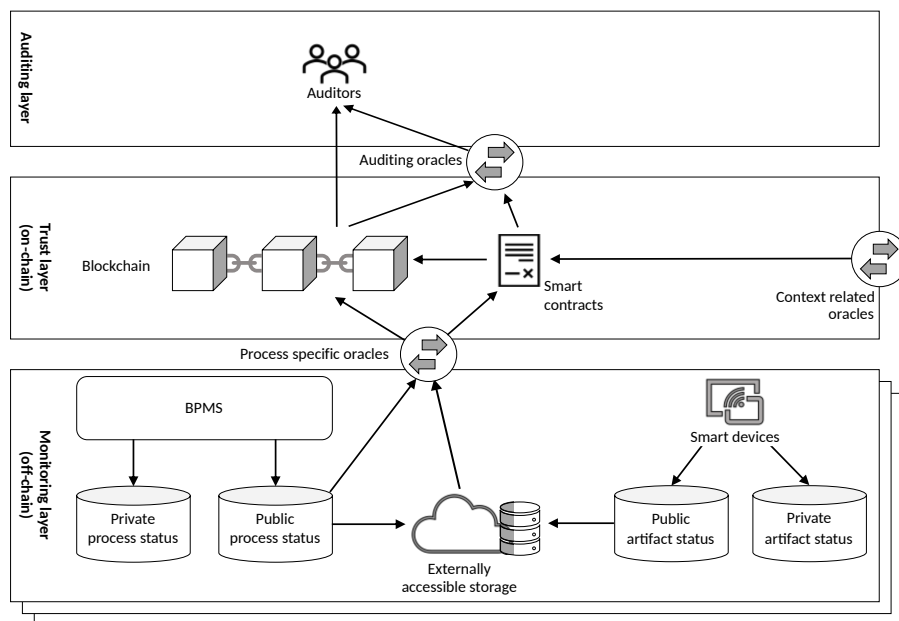 Auditing layer
Auditors
Auditing oracles
Trust layer
(on-chain)
Blockchain
Smart
contracts
Context related
oracles
Process specific oracles
Monitoring layer
(off-chain)
BPMS
Smart devices
Private
process status
Public
process status
Public
artifact status
Private
artifact status
Externally
accessible storage